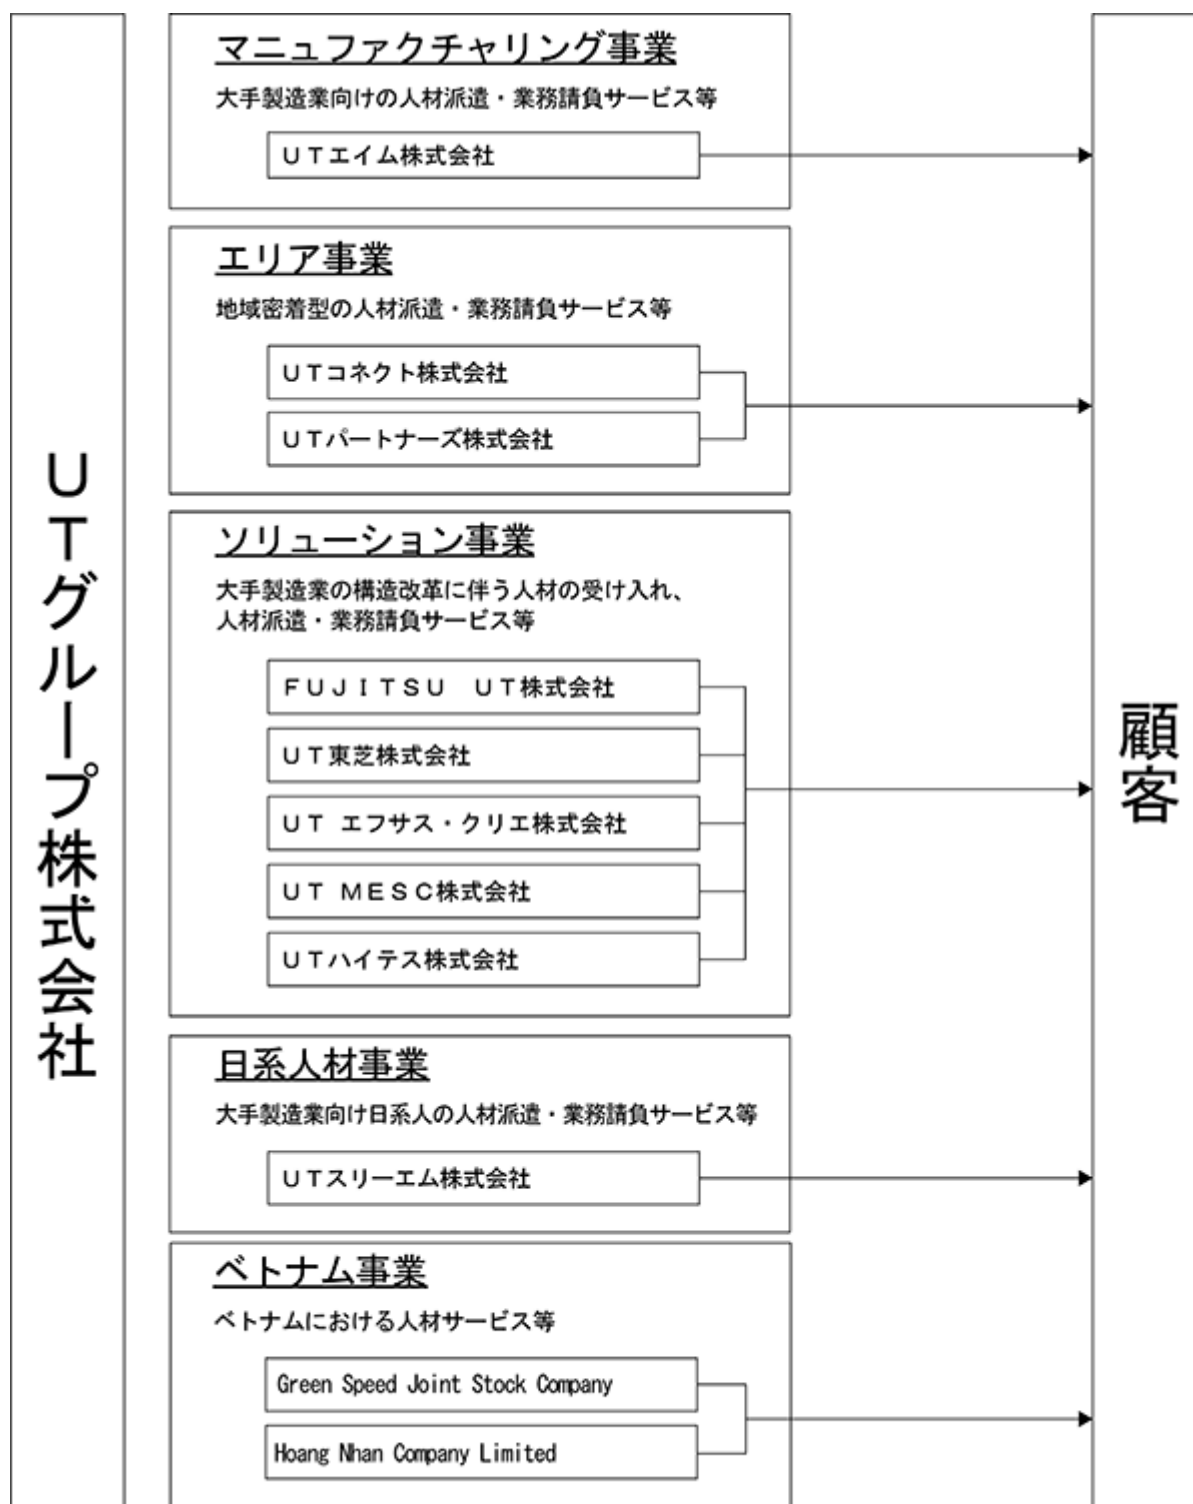 UTグループ株式会社
マニュファクチャリング事業
大手製造業向けの人材派遣・業務請負サービス等
UTエイム株式会社
エリア事業
地域密着型の人材派遣・業務請負サービス等
UTコネクト株式会社
UTパートナーズ株式会社
ソリューション事業
大手製造業の構造改革に伴う人材の受け入れ、
人材派遣・業務請負サービス等
FUJITSU UT株式会社
UT東芝株式会社
UT エフサス・クリエ株式会社
UT MESC株式会社
UTハイテス株式会社
日系人材事業
大手製造業向け日系人の人材派遣・業務請負サービス等
UTスリーエム株式会社
ベトナム事業
ベトナムにおける人材サービス等
Green Speed Joint Stock Company
Hoang Nhan Company Limited
顧客